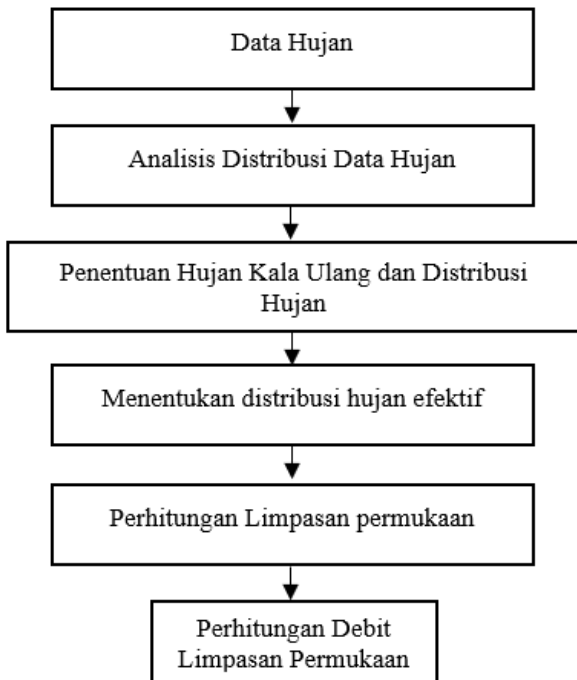 Data Hujan
Analisis Distribusi Data Hujan
Penentuan Hujan Kala Ulang dan Distribusi
Hujan
Menentukan distribusi hujan efektif
Perhitungan Limpasan permukaan
Perhitungan Debit
Limpasan Permukaan